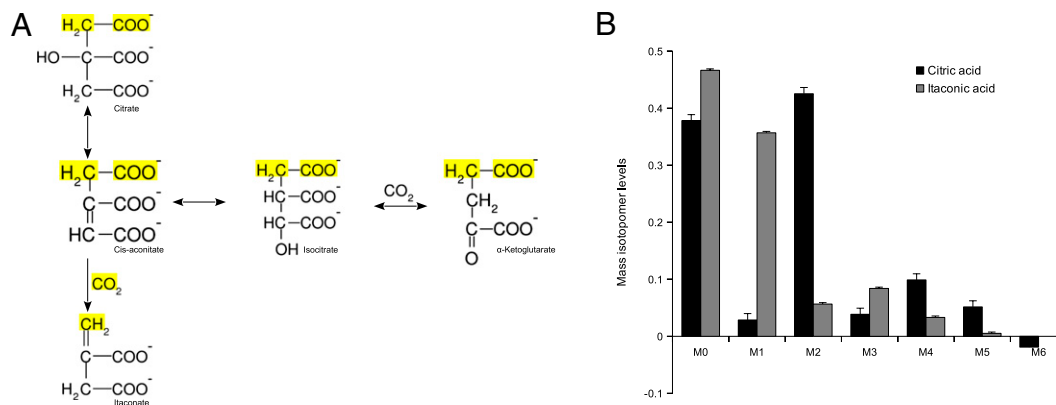 A
H₂C—COO⁻
HO—C—COO⁻
H₂C—COO⁻
Citrate
H₂C—COO⁻
C—COO⁻
HC—COO⁻
Cis-aconitate
CO₂
CH₂
C—COO⁻
H₂C—COO⁻
Itaconate
H₂C—COO⁻
HC—COO⁻
HC—COO⁻
OH
Isocitrate
CO₂
H₂C—COO⁻
CH₂
C—COO⁻
O
α-Ketoglutarate
B
Mass isotopomer levels
0.5
0.4
0.3
0.2
0.1
0
-0.1
Citric acid
Itaconic acid
M0 M1 M2 M3 M4 M5 M6